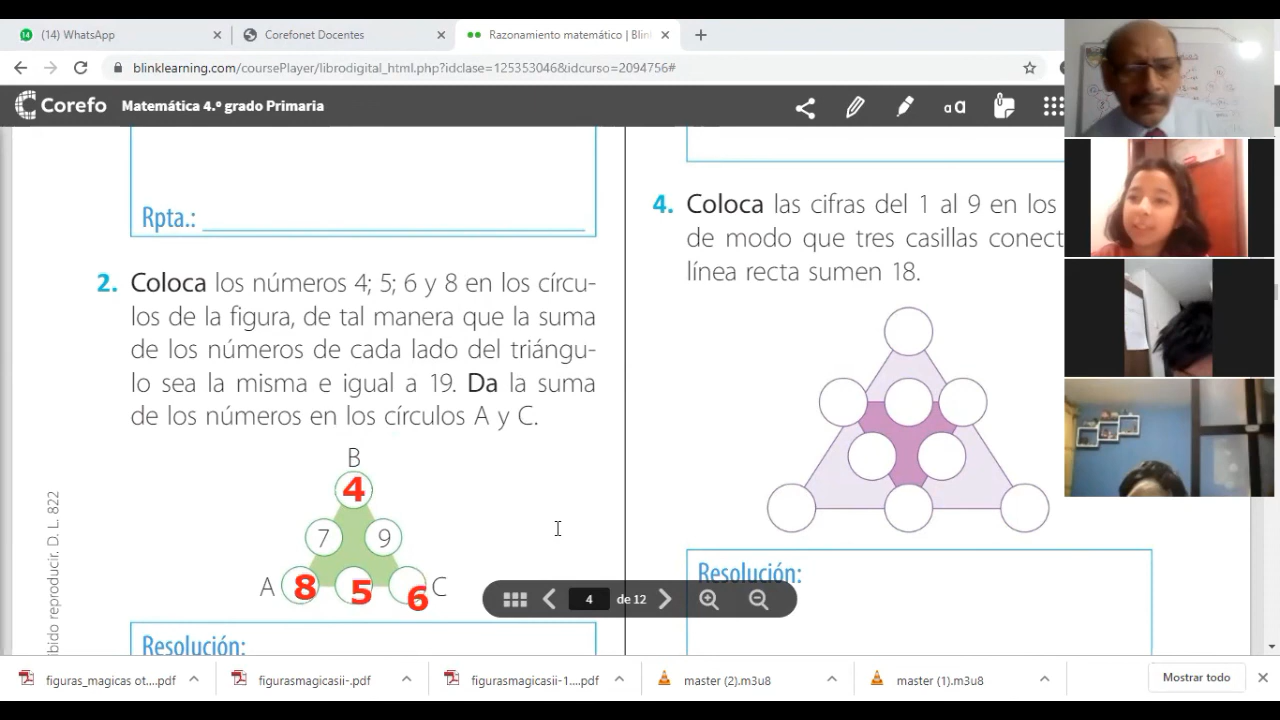 (14) WhatsApp
Corefonet Docentes
Razonamiento matemático | Blin
blinklearning.com/coursePlayer/librodigital_html.php?idclase=125353046&idcurso=2094756#
Corefo
Matemática 4.º grado Primaria
aA
Rpta.:
2. Coloca los números 4; 5; 6 y 8 en los círcu-
los de la figura, de tal manera que la suma
de los números de cada lado del triángu-
lo sea la misma e igual a 19. Da la suma
de los números en los círculos A y C.
B
4
7 9
A 8 5 6 C
Resolución:
ibido reproducir. D. L. 822
4. Coloca las cifras del 1 al 9 en los
de modo que tres casillas conect
línea recta sumen 18.
Resolución:
4 de 12
figuras_magicas ot....pdf
figurasmagicasii-.pdf
figurasmagicasii-1....pdf
master (2).m3u8
master (1).m3u8
Mostrar todo